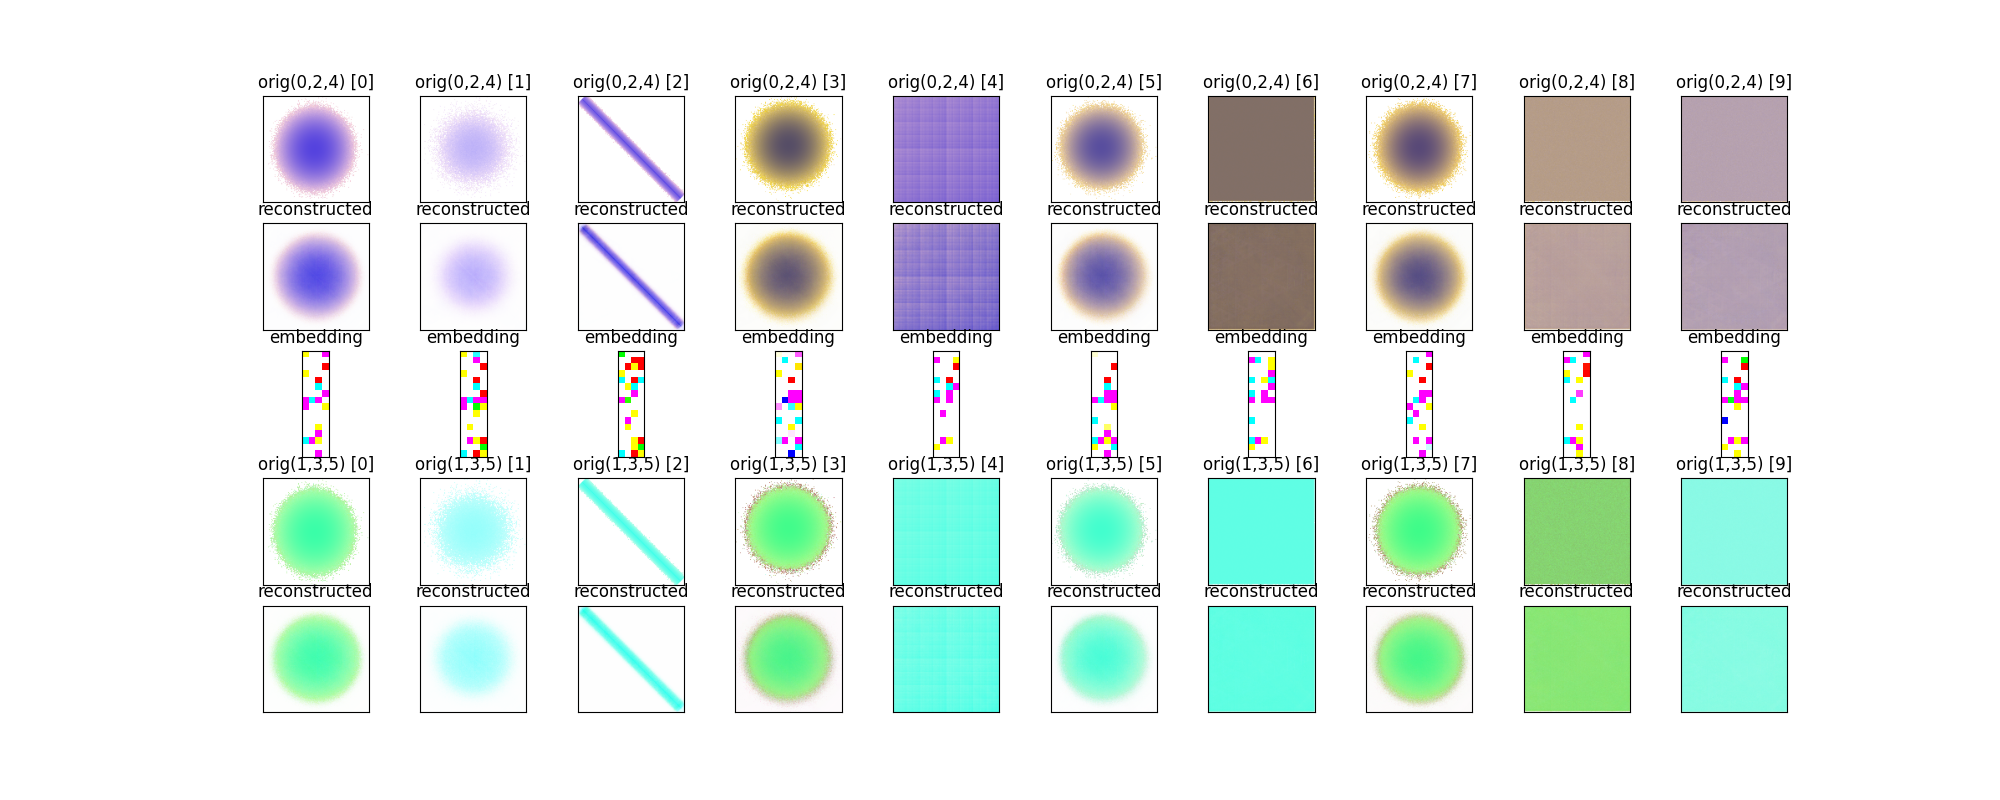 orig(0,2,4) [0] orig(0,2,4) [1] orig(0,2,4) [2] orig(0,2,4) [3] orig(0,2,4) [4] orig(0,2,4) [5] orig(0,2,4) [6] orig(0,2,4) [7] orig(0,2,4) [8] orig(0,2,4) [9]
reconstructed reconstructed reconstructed reconstructed reconstructed reconstructed reconstructed reconstructed reconstructed reconstructed
embedding embedding embedding embedding embedding embedding embedding embedding embedding embedding
orig(1,3,5) [0] orig(1,3,5) [1] orig(1,3,5) [2] orig(1,3,5) [3] orig(1,3,5) [4] orig(1,3,5) [5] orig(1,3,5) [6] orig(1,3,5) [7] orig(1,3,5) [8] orig(1,3,5) [9]
reconstructed reconstructed reconstructed reconstructed reconstructed reconstructed reconstructed reconstructed reconstructed reconstructed